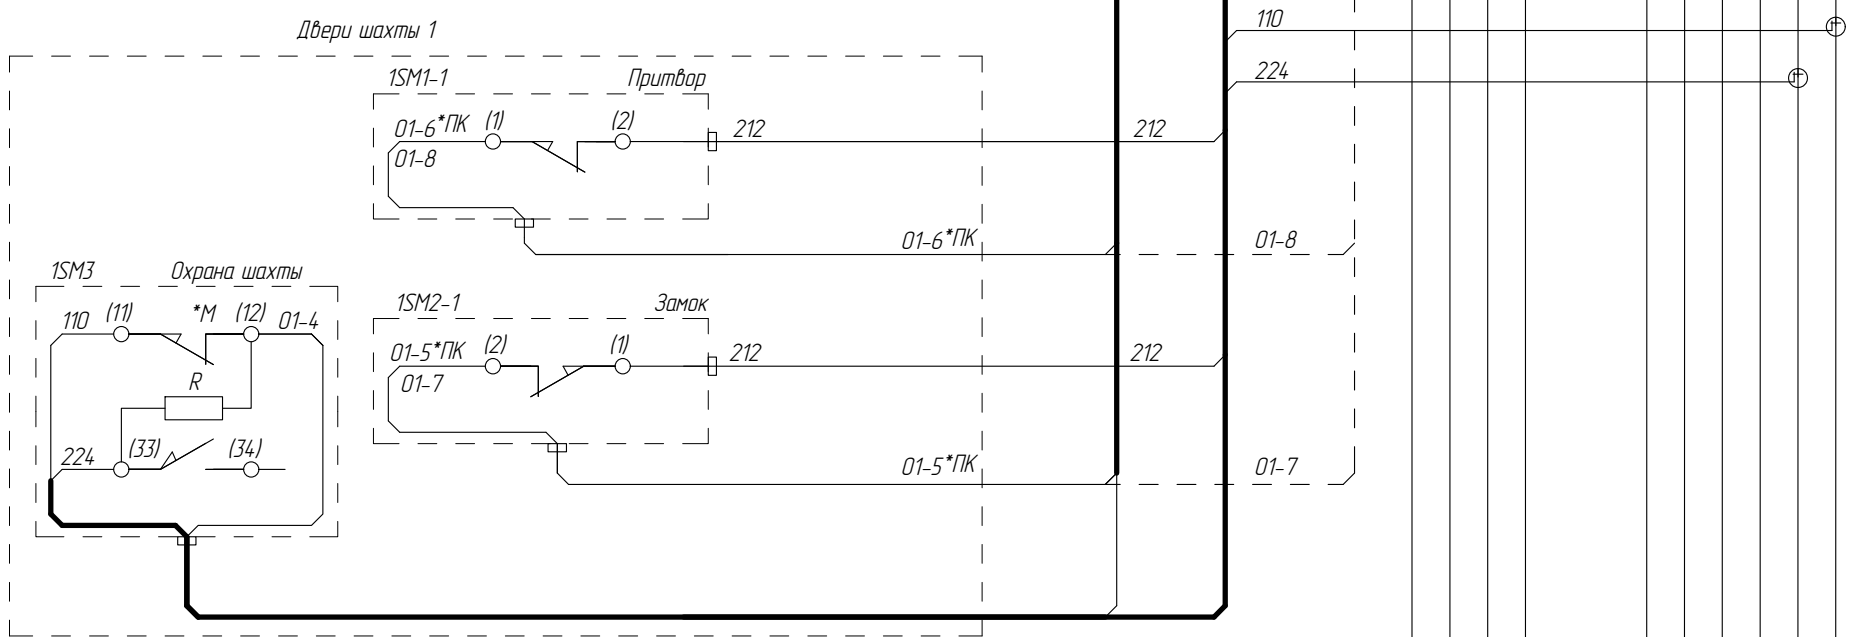 Двери шахты 1
110
224
1SM1-1 Притвор
01-6*ПК (1) (2) 212 212
01-8
01-6*ПК 01-8
1SM3 Охрана шахты
110 (11) *М (12) 01-4
R
224 (33) (34)
1SM2-1 Замок
01-5*ПК (2) (1) 212 212
01-7
01-5*ПК 01-7